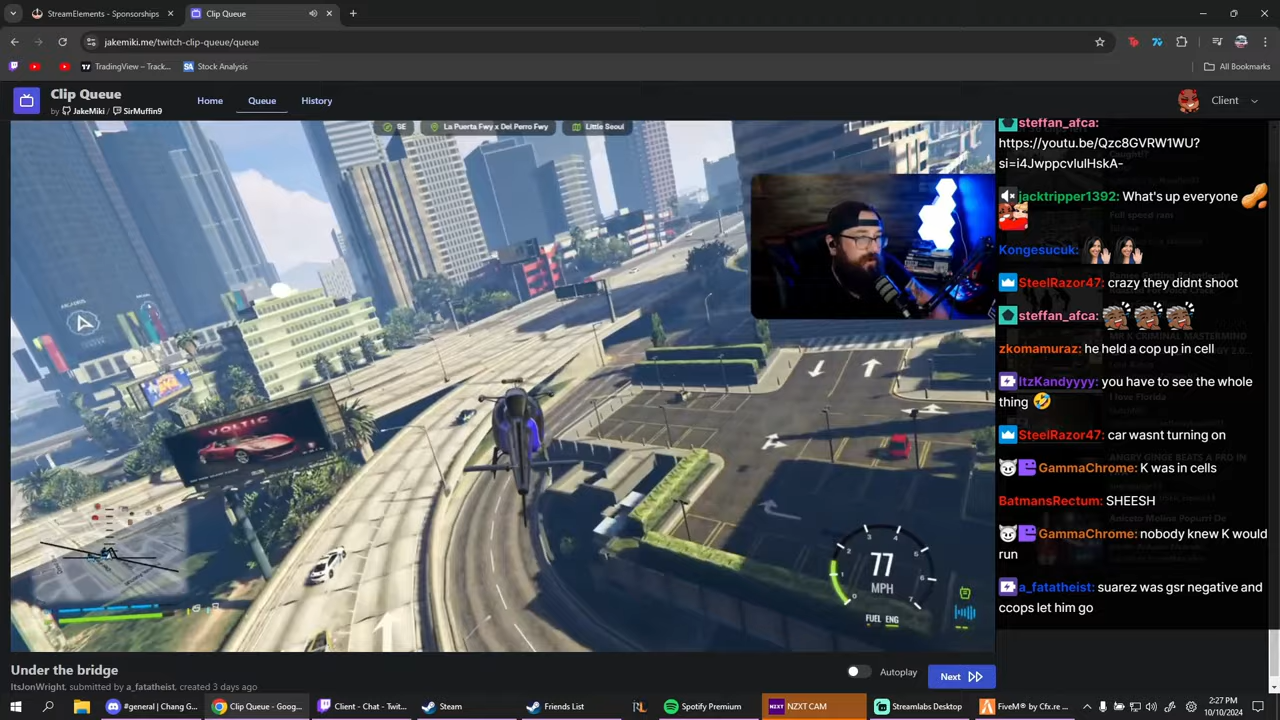 StreamElements - Sponsorships
Clip Queue
jakemiki.me/twitch-clip-queue/queue
TradingView – Track...
SA Stock Analysis
All Bookmarks
Clip Queue
by JakeMiki / SirMuffin9
Home
Queue
History
Client
SE
La Puerta Fwy x Del Perro Fwy
Little Seoul
VOLTIC
77
MPH
FUEL ENG
steffan_afca:
https://youtu.be/Qzc8GVRW1WU?
si=i4JwppcvluIHskA-
jacktripper1392: What's up everyone
Kongesucuk:
SteelRazor47: crazy they didnt shoot
steffan_afca:
zkomamuraz: he held a cop up in cell
ItzKandyyyy: you have to see the whole
thing 🤣
SteelRazor47: car wasnt turning on
GammaChrome: K was in cells
BatmansRectum: SHEESH
GammaChrome: nobody knew K would
run
a_fatatheist: suarez was gsr negative and
ccops let him go
Under the bridge
ItsJonWright, submitted by a_fatatheist, created 3 days ago
Autoplay
Next
#general | Chang G...
Clip Queue - Goog...
Client - Chat - Twit...
Steam
Friends List
Spotify Premium
NZXT
NZXT CAM
Streamlabs Desktop
FiveM® by Cfx.re ...
2:27 PM
10/10/2024